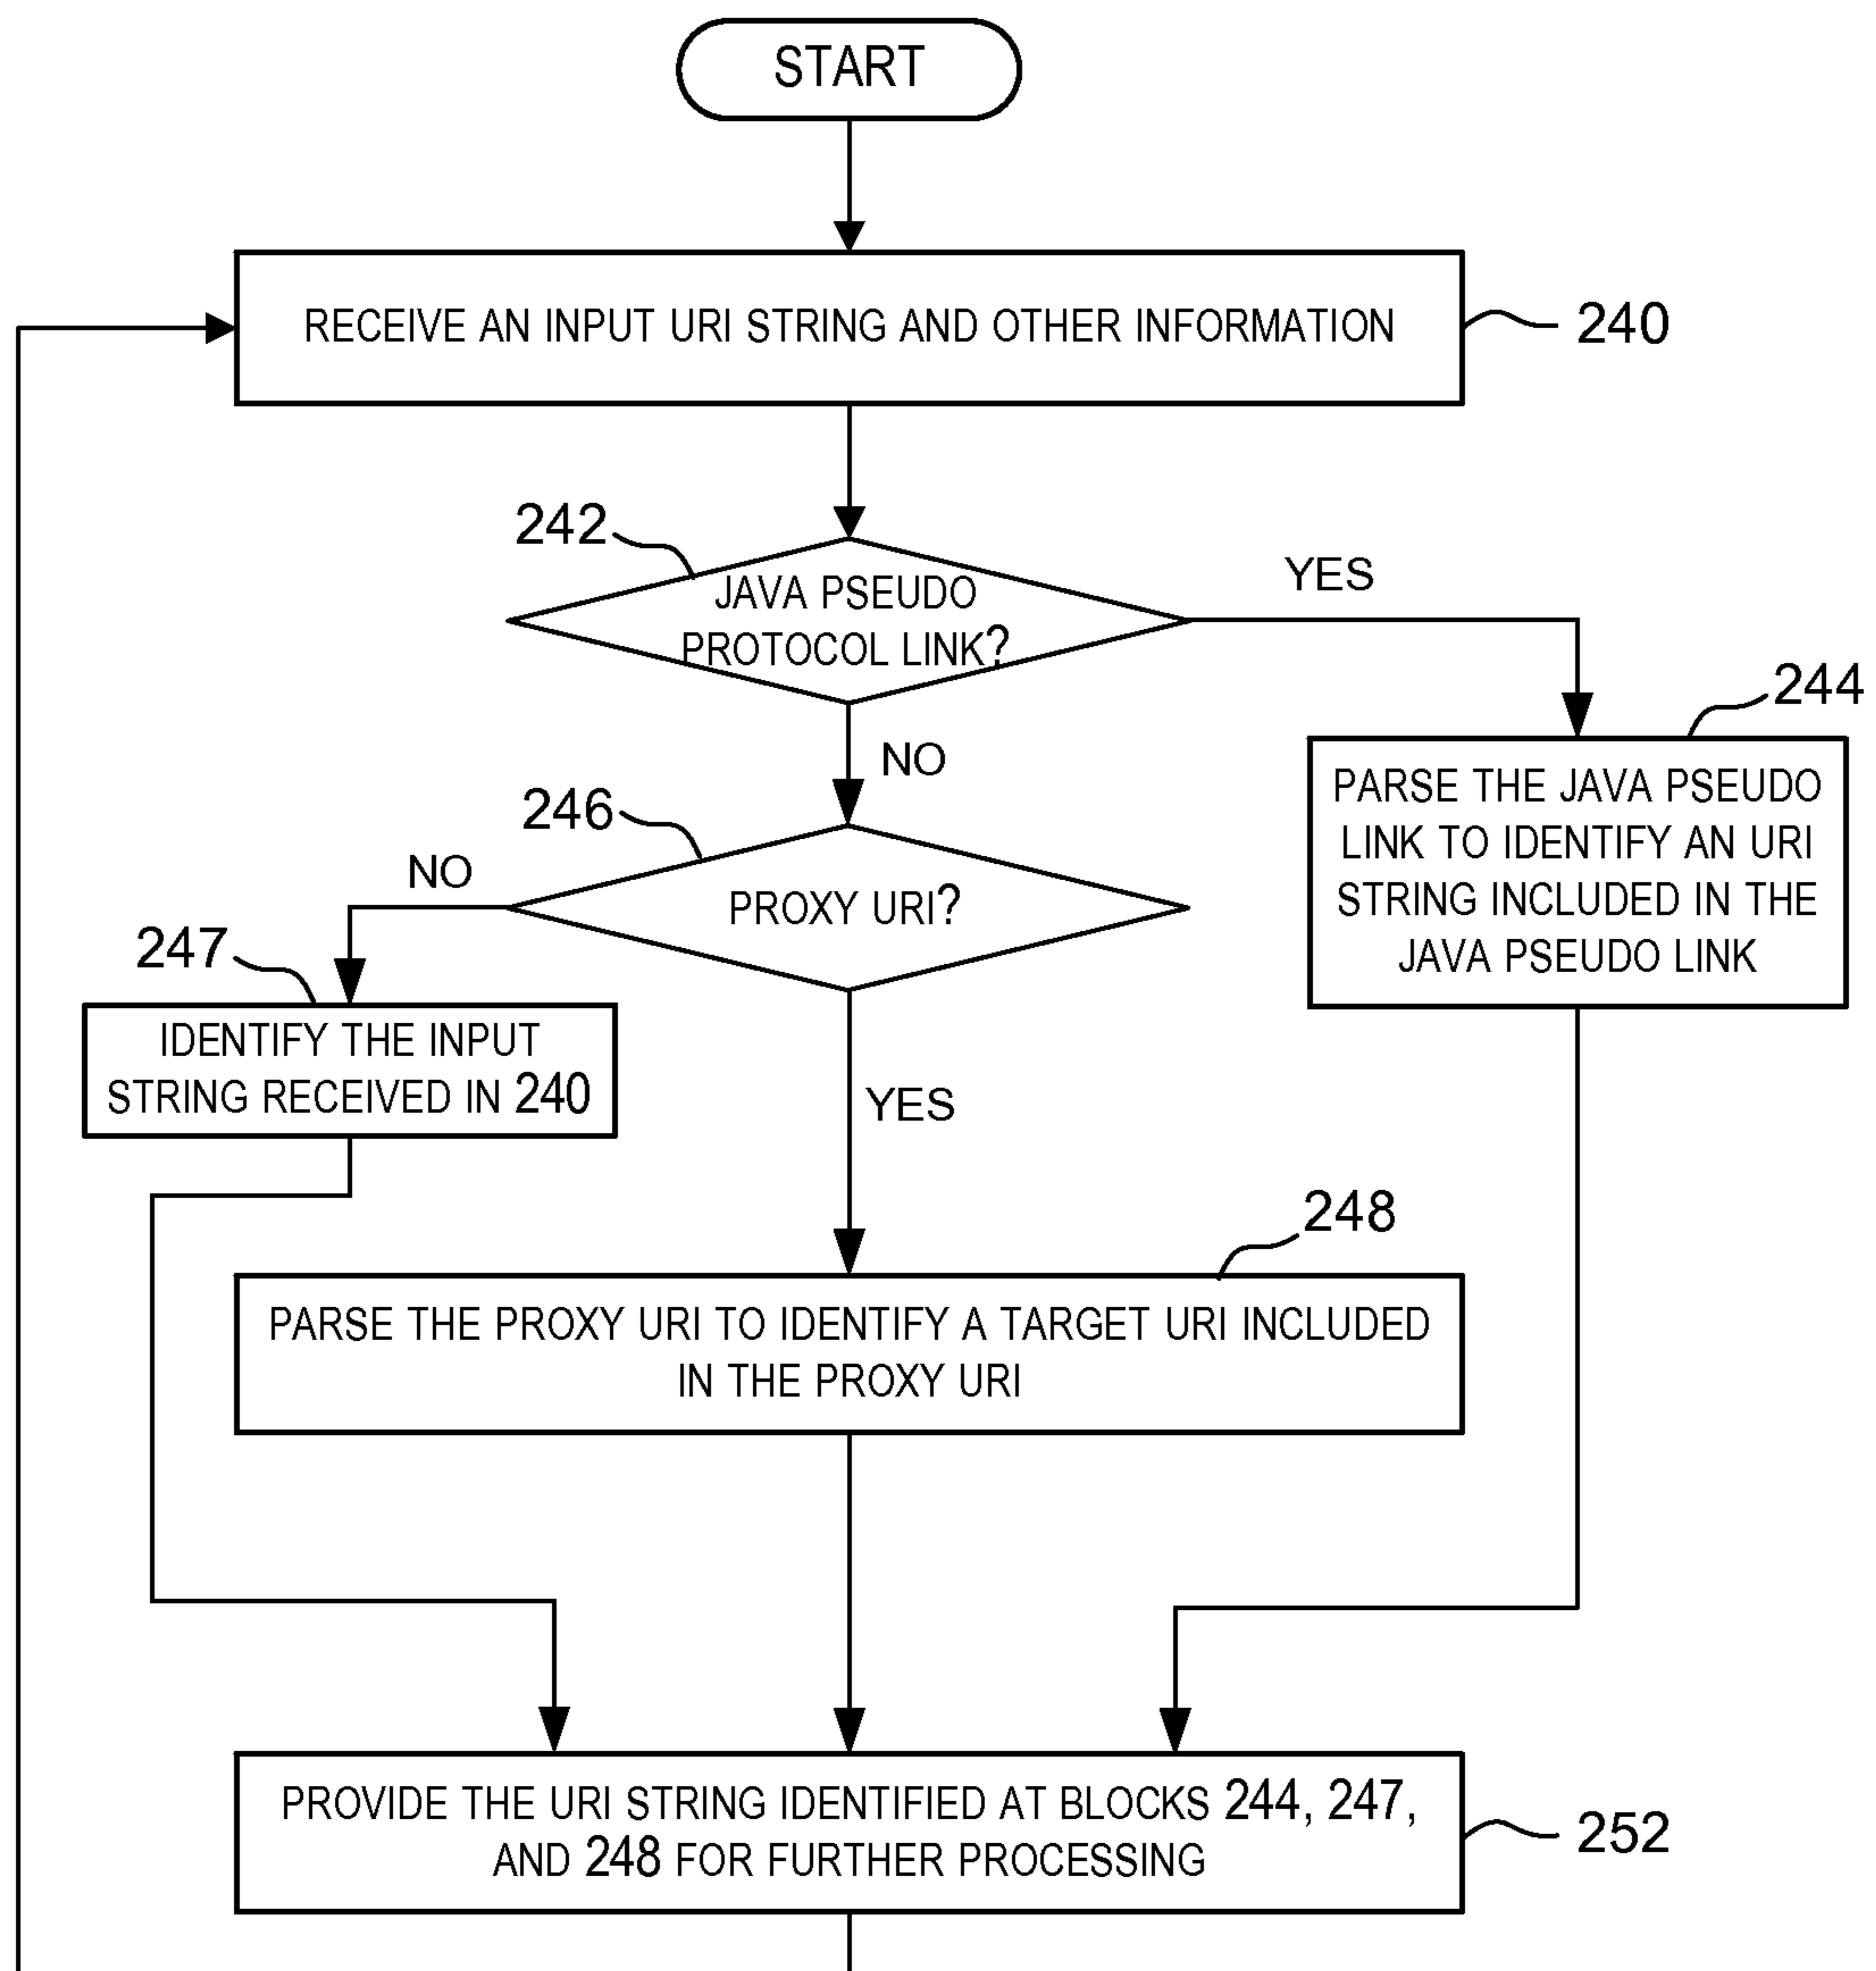 START
RECEIVE AN INPUT URI STRING AND OTHER INFORMATION
240
242
JAVA PSEUDO
PROTOCOL LINK?
YES
244
NO
PARSE THE JAVA PSEUDO
LINK TO IDENTIFY AN URI
STRING INCLUDED IN THE
JAVA PSEUDO LINK
246
NO
PROXY URI?
247
IDENTIFY THE INPUT
STRING RECEIVED IN 240
YES
248
PARSE THE PROXY URI TO IDENTIFY A TARGET URI INCLUDED
IN THE PROXY URI
PROVIDE THE URI STRING IDENTIFIED AT BLOCKS 244, 247,
AND 248 FOR FURTHER PROCESSING
252